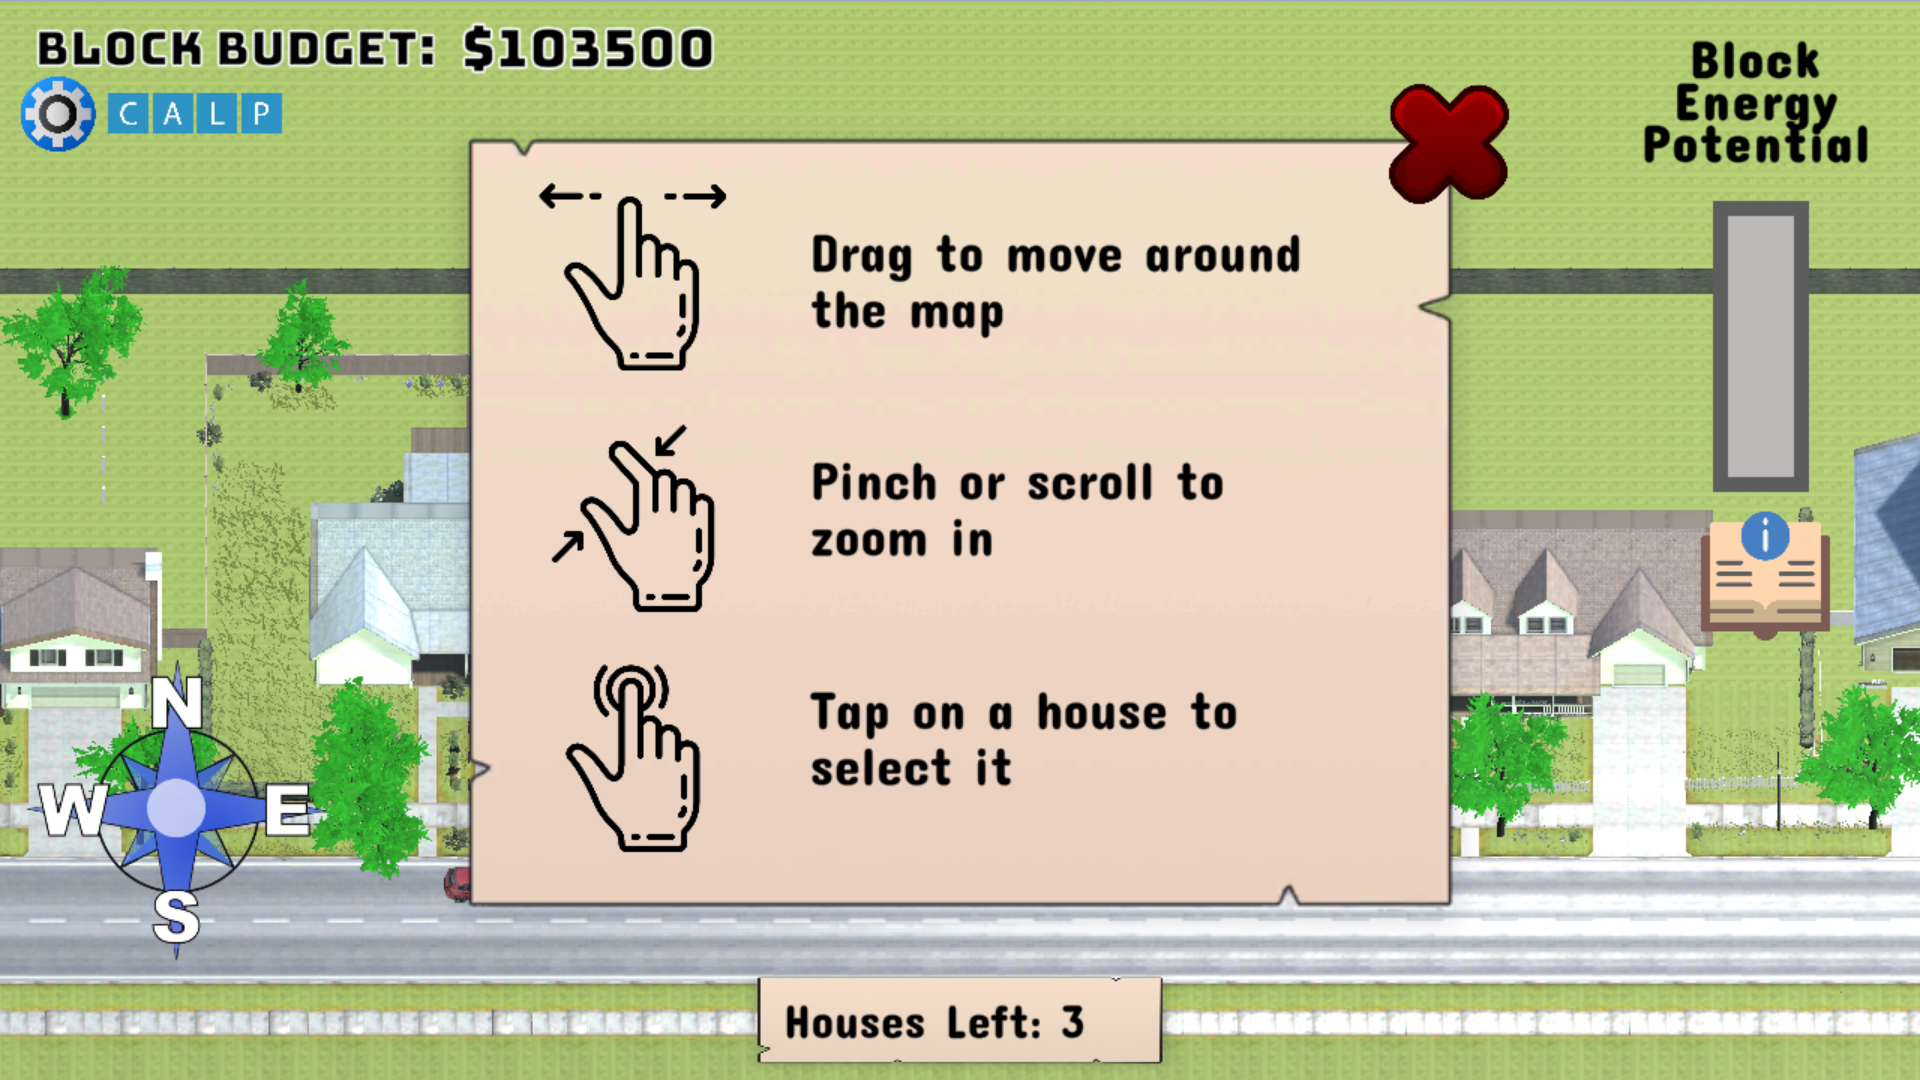 BLOCK BUDGET: $103500
C A L P
Block
Energy
Potential
Drag to move around
the map
Pinch or scroll to
zoom in
Tap on a house to
select it
i
N
W E
S
Houses Left: 3